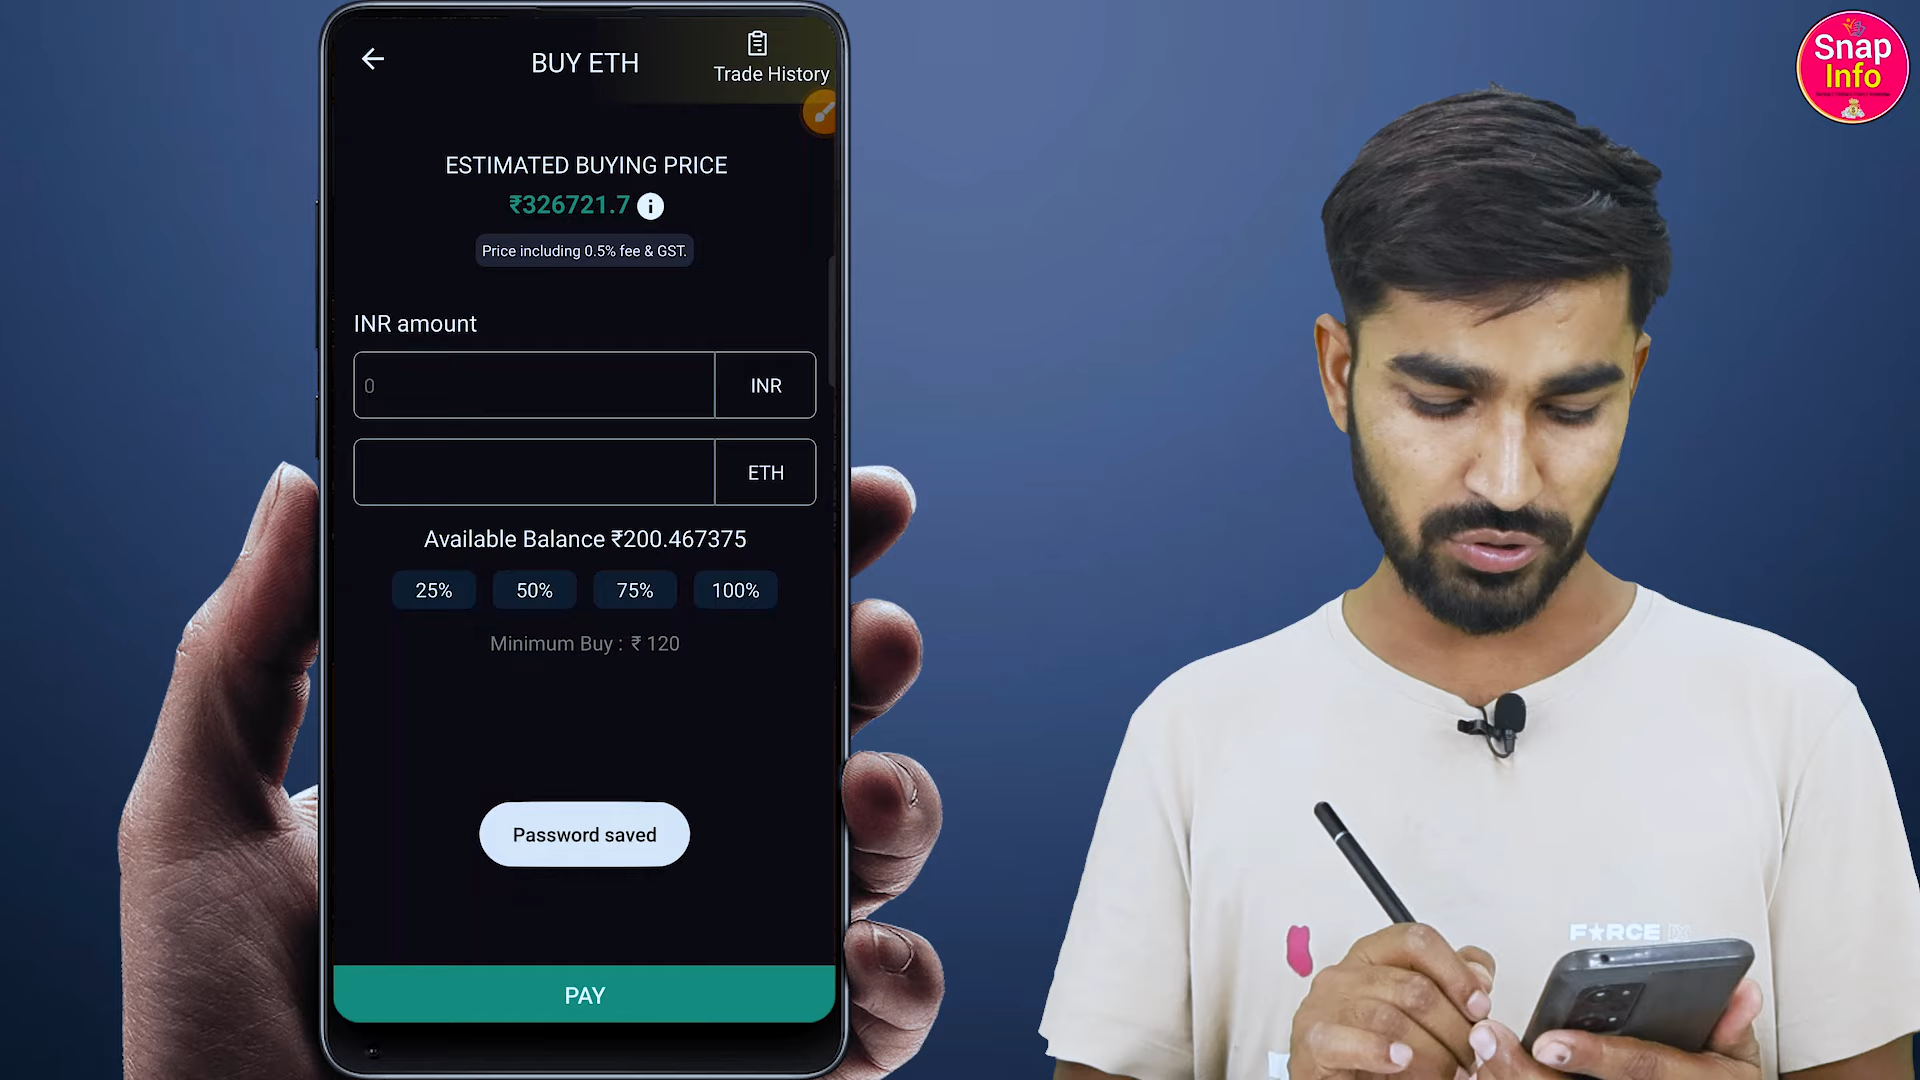 BUY ETH
Trade History
ESTIMATED BUYING PRICE
₹326721.7
Price including 0.5% fee & GST.
INR amount
0
INR
ETH
Available Balance ₹200.467375
25%
50%
75%
100%
Minimum Buy : ₹ 120
Password saved
PAY
Snap
Info
F★RCE